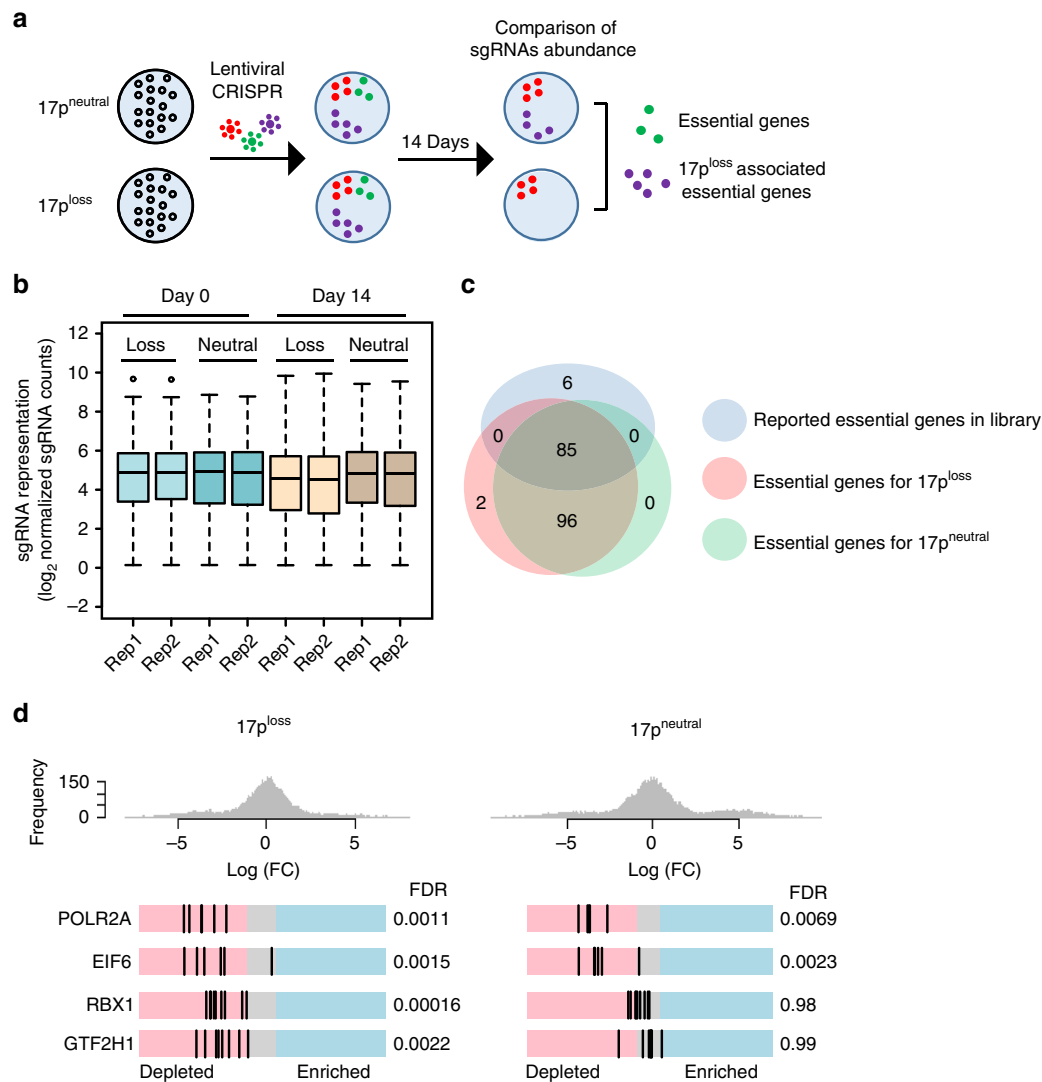 a
Comparison of
sgRNAs abundance
Lentiviral
CRISPR
17p^neutral
14 Days
Essential genes
17p^loss associated
essential genes
17p^loss
b
Day 0
Day 14
12
10
8
6
4
2
0
−2
Loss
Neutral
Loss
Neutral
sgRNA representation
(log₂ normalized sgRNA counts)
Rep1
Rep2
Rep1
Rep2
Rep1
Rep2
Rep1
Rep2
c
6
0
85
0
2
96
0
Reported essential genes in library
Essential genes for 17p^loss
Essential genes for 17p^neutral
d
17p^loss
17p^neutral
Frequency
150
0
−5
0
5
−5
0
5
Log (FC)
Log (FC)
FDR
FDR
POLR2A
0.0011
0.0069
EIF6
0.0015
0.0023
RBX1
0.00016
0.98
GTF2H1
0.0022
0.99
Depleted
Enriched
Depleted
Enriched